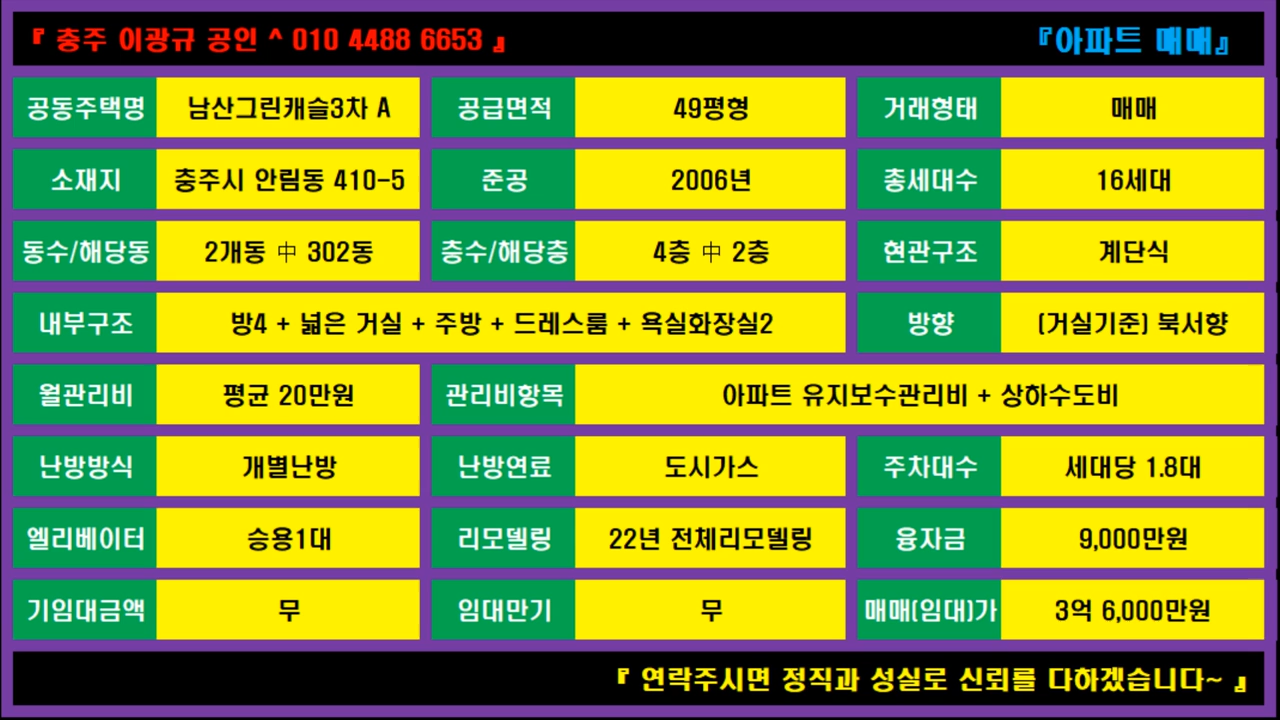 『 충주 이광규 공인 ^ 010 4488 6653 』 『아파트 매매』
공동주택명 남산그린캐슬3차 A 공급면적 49평형 거래형태 매매
소재지 충주시 안림동 410-5 준공 2006년 총세대수 16세대
동수/해당동 2개동 中 302동 층수/해당층 4층 中 2층 현관구조 계단식
내부구조 방4 + 넓은 거실 + 주방 + 드레스룸 + 욕실화장실2 방향 (거실기준) 북서향
월관리비 평균 20만원 관리비항목 아파트 유지보수관리비 + 상하수도비
난방방식 개별난방 난방연료 도시가스 주차대수 세대당 1.8대
엘리베이터 승용1대 리모델링 22년 전체리모델링 융자금 9,000만원
기임대금액 무 임대만기 무 매매(임대)가 3억 6,000만원
『 연락주시면 정직과 성실로 신뢰를 다하겠습니다~ 』